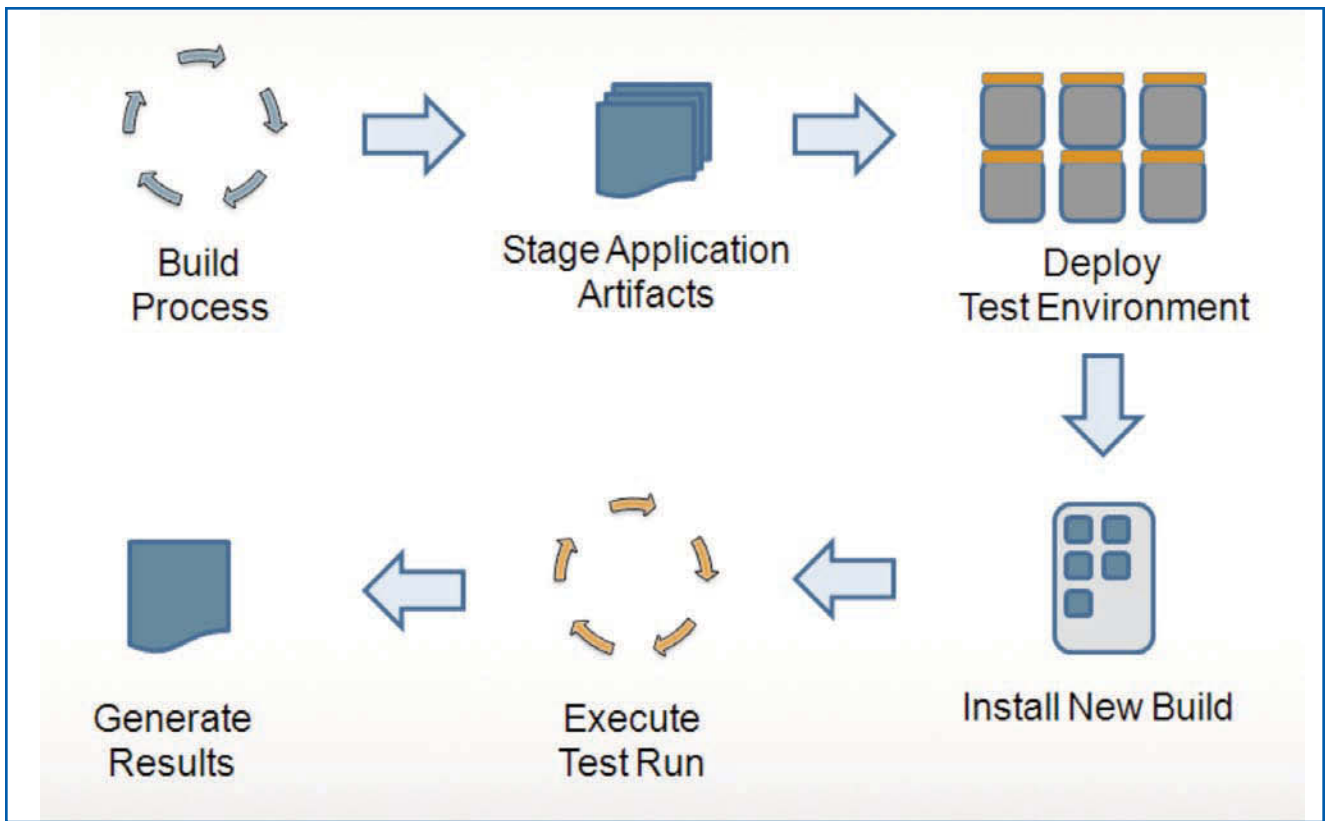 Build
Process
Stage Application
Artifacts
Deploy
Test Environment
Install New Build
Execute
Test Run
Generate
Results